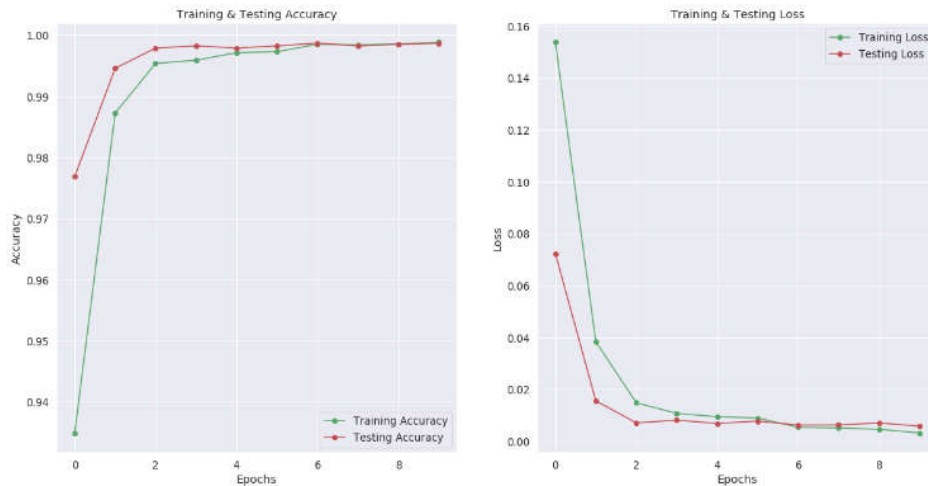 Training & Testing Accuracy
1.00
0.99
0.98
0.97
0.96
0.95
0.94
Accuracy
0
2
4
6
8
Epochs
Training Accuracy
Testing Accuracy
Training & Testing Loss
0.16
0.14
0.12
0.10
0.08
0.06
0.04
0.02
0.00
Loss
0
2
4
6
8
Epochs
Training Loss
Testing Loss